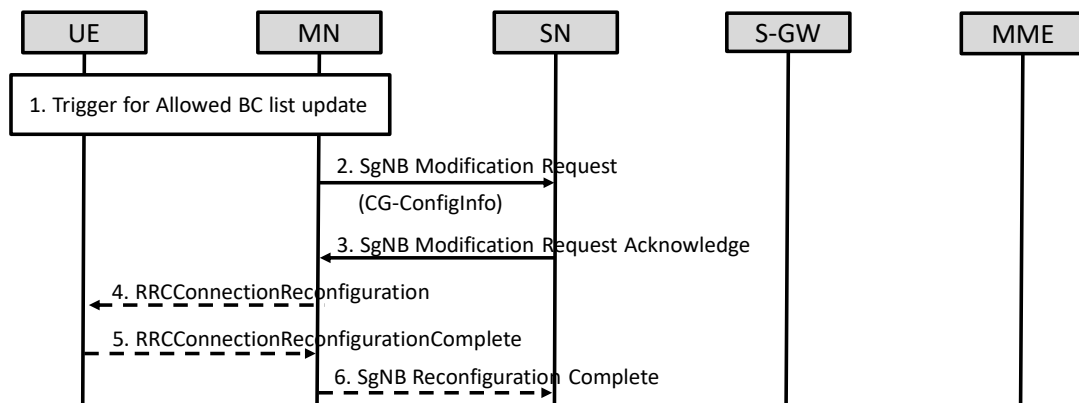 UE MN SN S-GW MME
1. Trigger for Allowed BC list update
2. SgNB Modification Request
(CG-ConfigInfo)
3. SgNB Modification Request Acknowledge
4. RRCConnectionReconfiguration
5. RRCConnectionReconfigurationComplete
6. SgNB Reconfiguration Complete